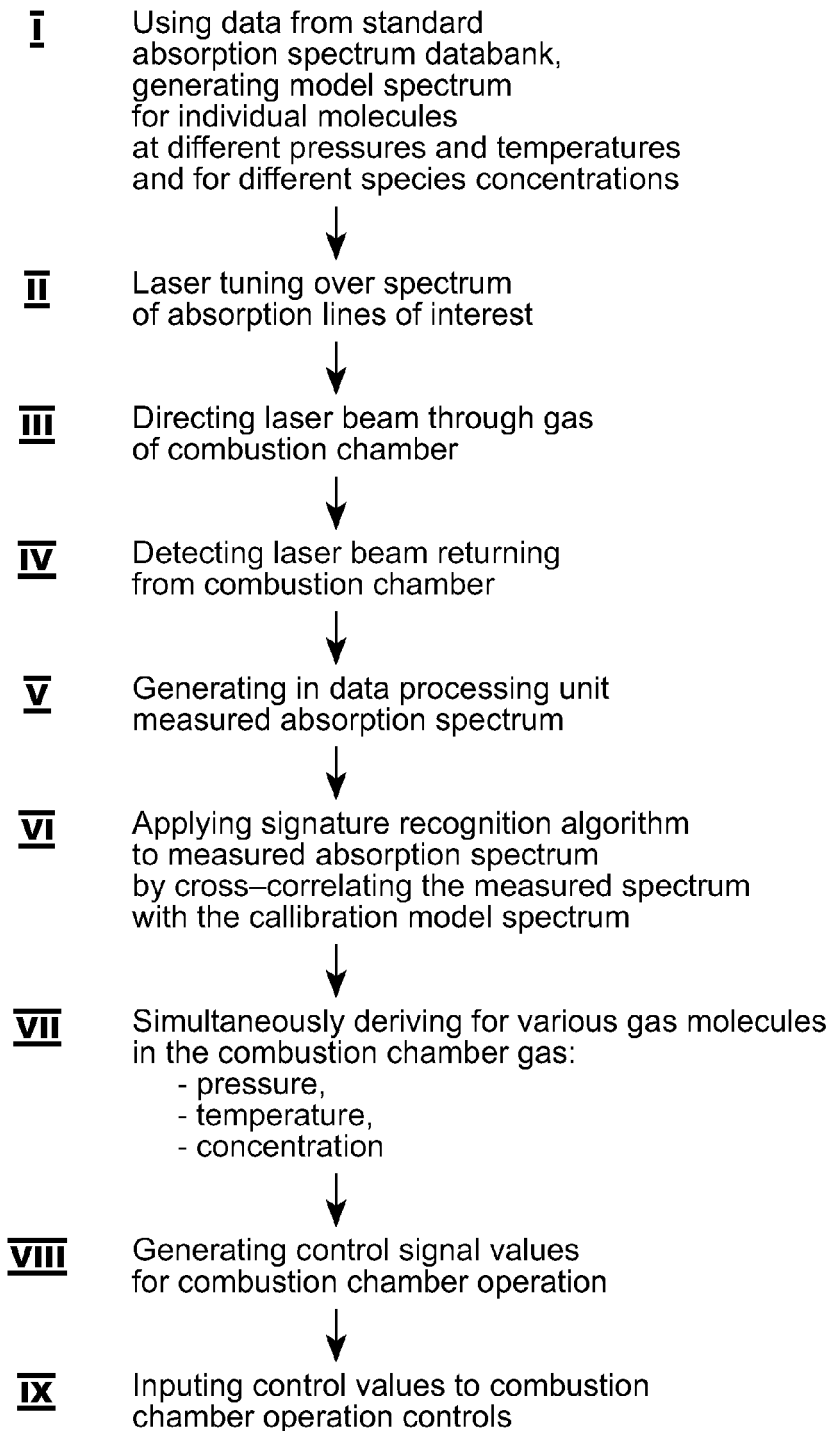 I Using data from standard
absorption spectrum databank,
generating model spectrum
for individual molecules
at different pressures and temperatures
and for different species concentrations
II Laser tuning over spectrum
of absorption lines of interest
III Directing laser beam through gas
of combustion chamber
IV Detecting laser beam returning
from combustion chamber
V Generating in data processing unit
measured absorption spectrum
VI Applying signature recognition algorithm
to measured absorption spectrum
by cross–correlating the measured spectrum
with the callibration model spectrum
VII Simultaneously deriving for various gas molecules
in the combustion chamber gas:
- pressure,
- temperature,
- concentration
VIII Generating control signal values
for combustion chamber operation
IX Inputing control values to combustion
chamber operation controls